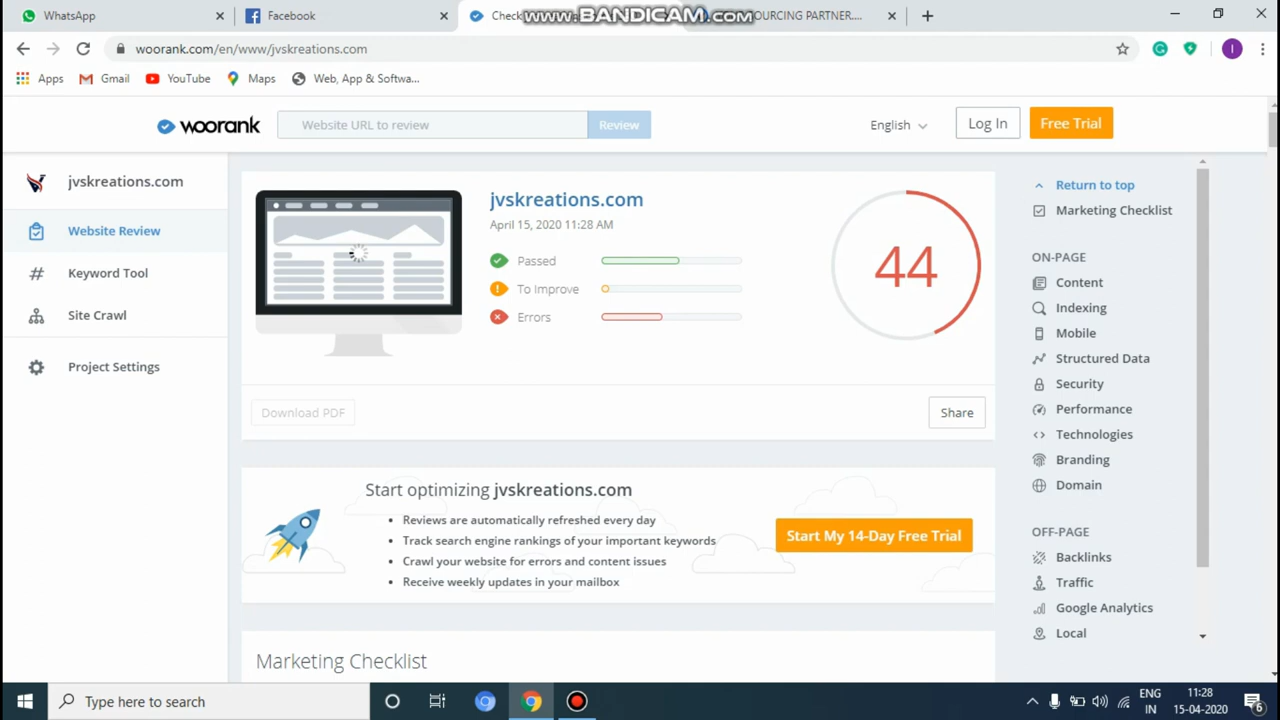 WhatsApp
Facebook
Check
www.BANDICAM.com
OURCING PARTNER....
woorank.com/en/www/jvskreations.com
Apps
Gmail
YouTube
Maps
Web, App & Softwa...
woorank
Website URL to review
Review
English
Log In
Free Trial
jvskreations.com
Website Review
Keyword Tool
Site Crawl
Project Settings
jvskreations.com
April 15, 2020 11:28 AM
Passed
To Improve
Errors
44
Download PDF
Share
Start optimizing jvskreations.com
• Reviews are automatically refreshed every day
• Track search engine rankings of your important keywords
• Crawl your website for errors and content issues
• Receive weekly updates in your mailbox
Start My 14-Day Free Trial
Marketing Checklist
Return to top
Marketing Checklist
ON-PAGE
Content
Indexing
Mobile
Structured Data
Security
Performance
Technologies
Branding
Domain
OFF-PAGE
Backlinks
Traffic
Google Analytics
Local
Type here to search
ENG
IN
11:28
15-04-2020
6